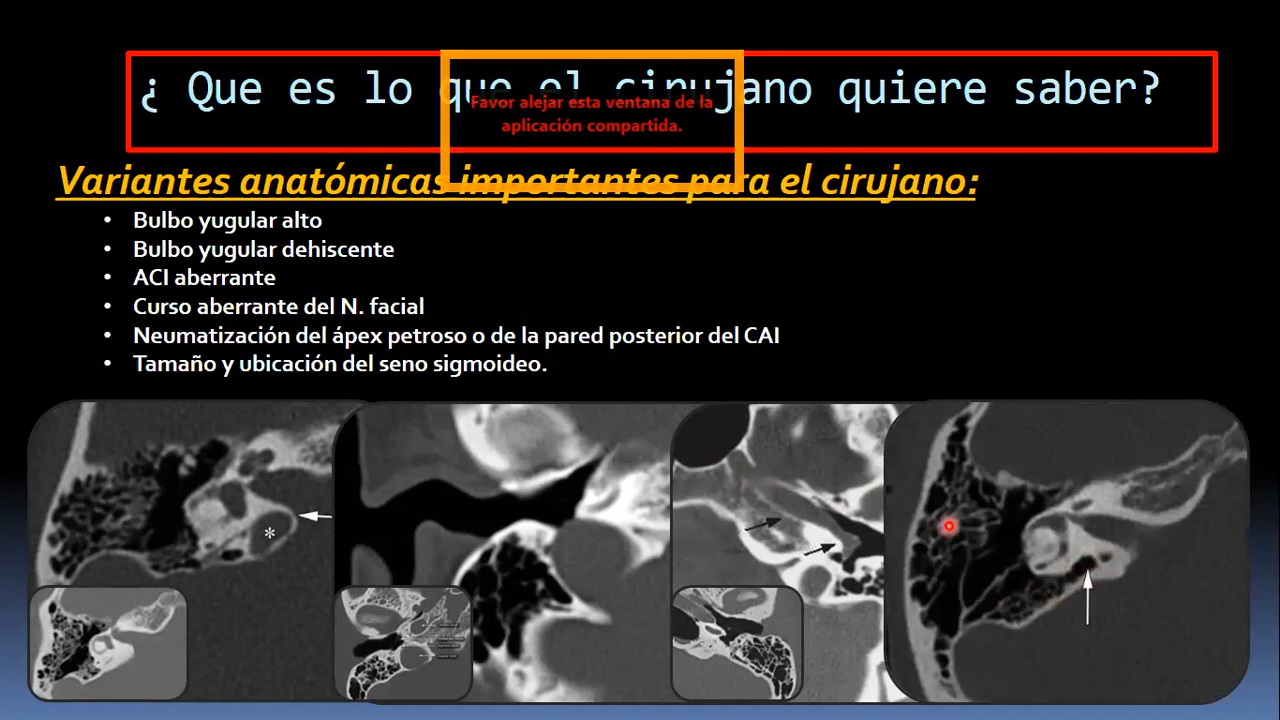 ¿ Que es lo que el cirujano quiere saber?
Favor alejar esta ventana de la
aplicación compartida.
Variantes anatómicas importantes para el cirujano:
• Bulbo yugular alto
• Bulbo yugular dehiscente
• ACI aberrante
• Curso aberrante del N. facial
• Neumatización del ápex petroso o de la pared posterior del CAI
• Tamaño y ubicación del seno sigmoideo.
*